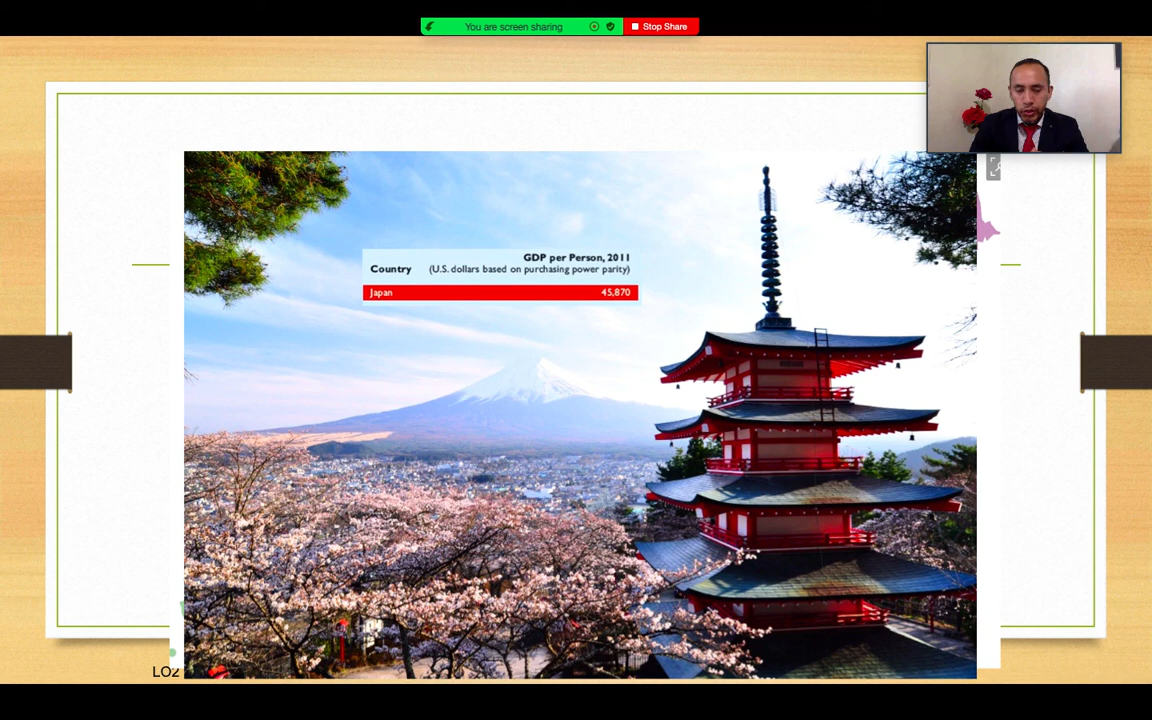 You are screen sharing
Stop Share
GDP per Person, 2011
Country (U.S. dollars based on purchasing power parity)
Japan 45,870
LO2